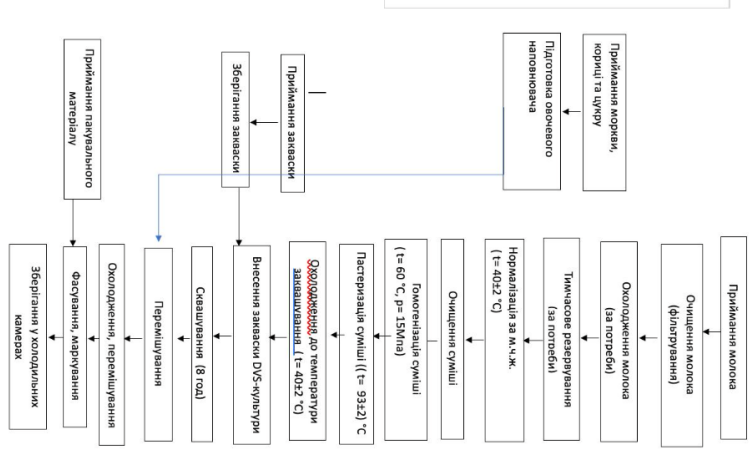 Приймання молока
Очищення молока
(фільтрування)
Охолодження молока
(за потреби)
Тимчасове резервування
(за потреби)
Нормалізація за м.ч.ж.
( t= 40±2 °C)
Очищення суміші
Гомогенізація суміші
( t= 60 °C, p= 15Мпа)
Пастеризація суміші (( t= 93±2) °C
Охолодження до температури
заквашування ( t= 40±2 °C)
Внесення закваски DVS-культури
Сквашування (8 год)
Перемішування
Охолодження, перемішування
Фасування, маркування
Зберігання у холодильних
камерах
Приймання моркви,
кориці та цукру
Підготовка овочевого
наповнювача
Приймання закваски
Зберігання закваски
Приймання пакувального
матеріалу